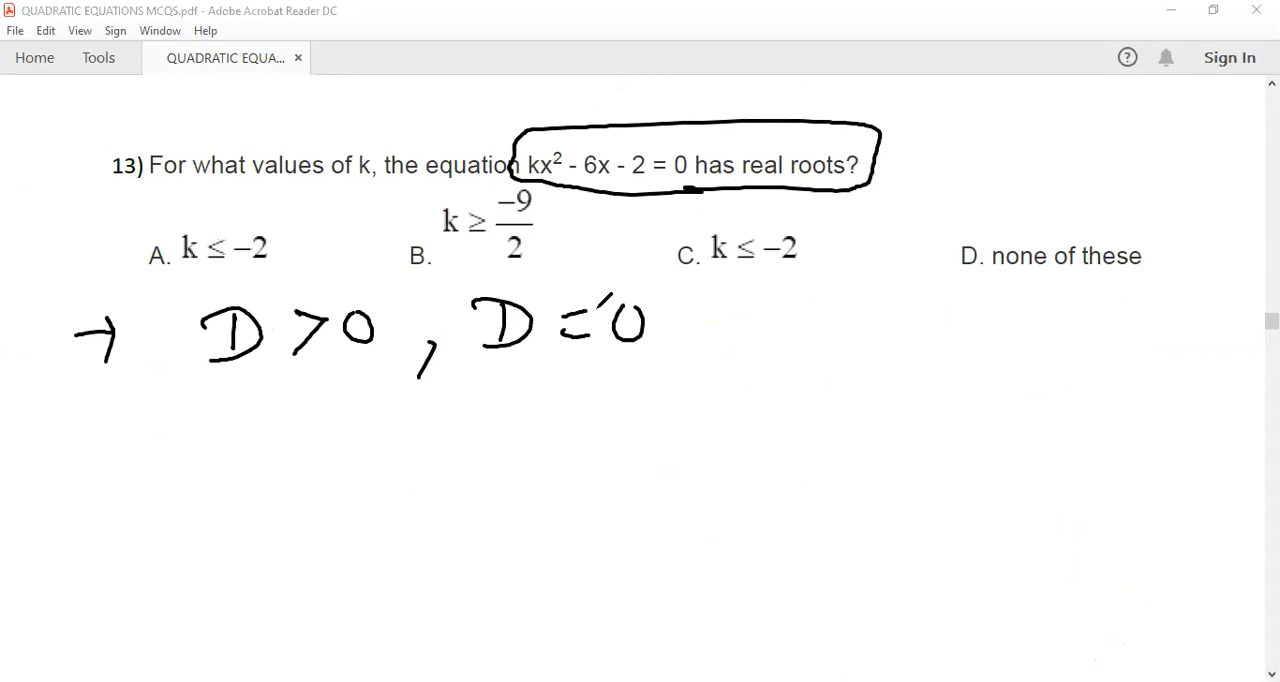 QUADRATIC EQUATIONS MCQS.pdf - Adobe Acrobat Reader DC
File Edit View Sign Window Help
Home Tools QUADRATIC EQUA... × ? Sign In
13) For what values of k, the equation kx² - 6x - 2 = 0 has real roots?
A. k ≤ −2 B. k ≥ −9/2 C. k ≤ −2 D. none of these
→ D > 0 , D = 0